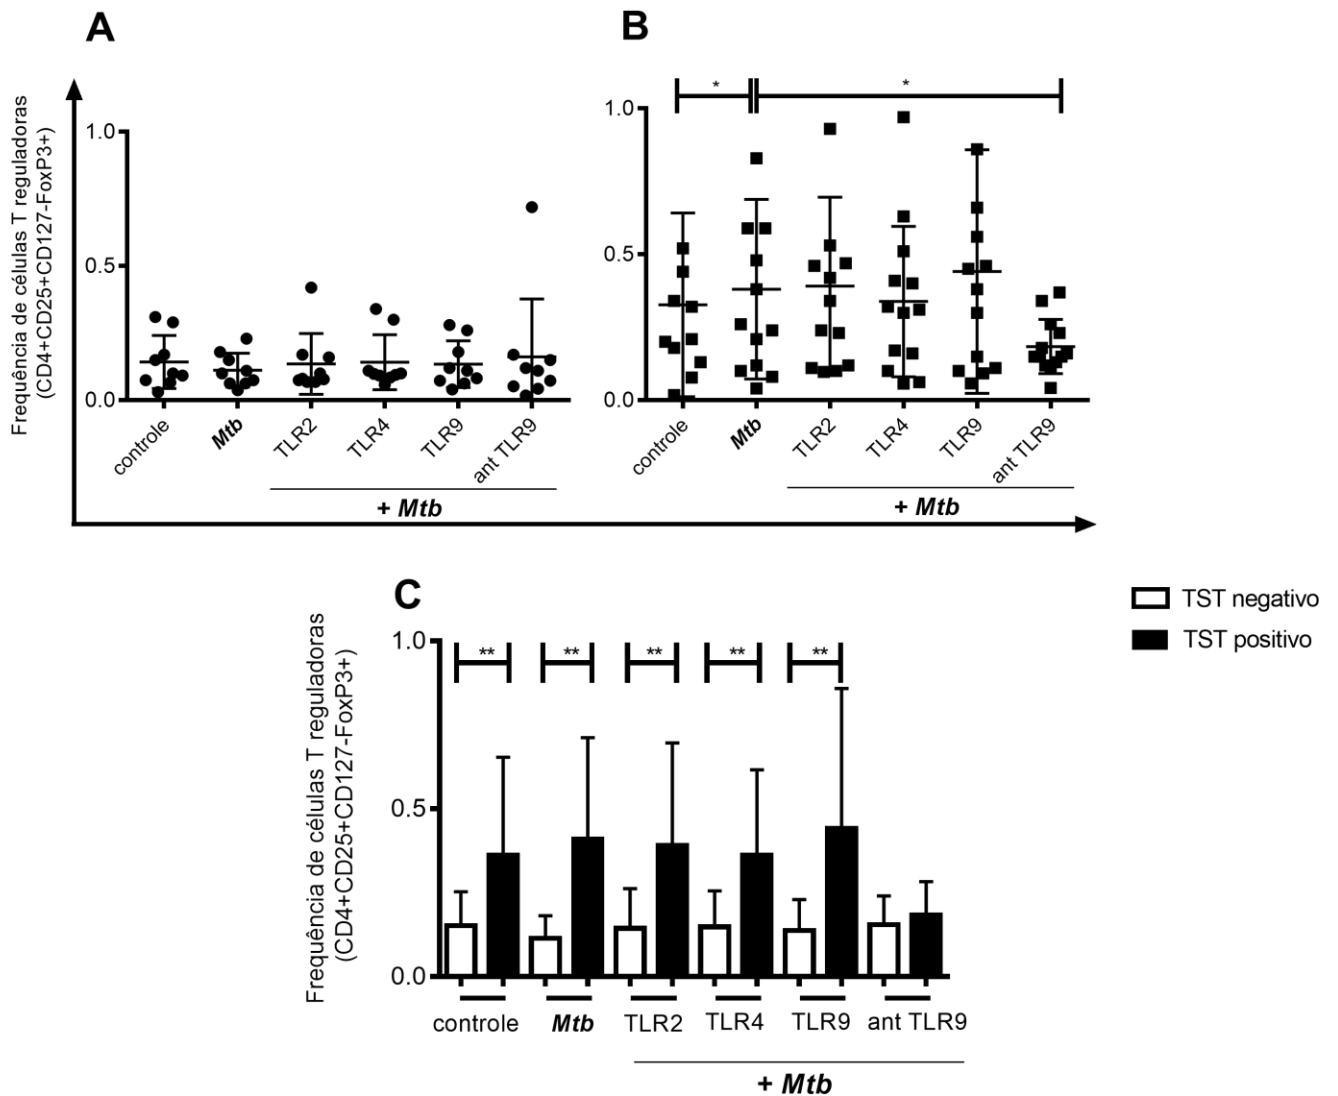 A
Frequência de células T reguladoras
(CD4+CD25+CD127-FoxP3+)
1.0
0.5
0.0
controle
Mtb
TLR2
TLR4
TLR9
ant TLR9
+ Mtb
B
*
*
1.0
0.5
0.0
controle
Mtb
TLR2
TLR4
TLR9
ant TLR9
+ Mtb
C
Frequência de células T reguladoras
(CD4+CD25+CD127-FoxP3+)
1.0
0.5
0.0
** ** ** ** **
controle Mtb TLR2 TLR4 TLR9 ant TLR9
+ Mtb
TST negativo
TST positivo